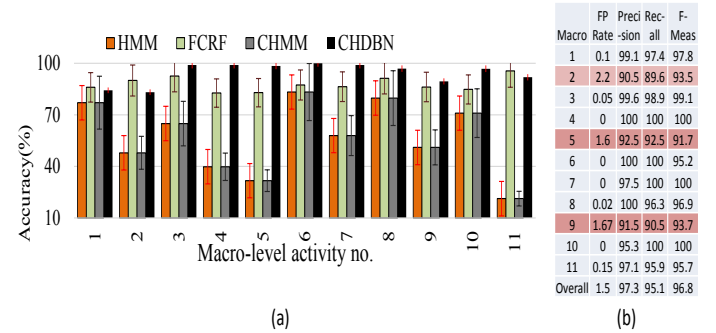 HMM FCRF CHMM CHDBN
100
70
40
10
Accuracy(%)
1 2 3 4 5 6 7 8 9 10 11
Macro-level activity no.
(a)
FP Preci Rec- F-
Macro Rate -sion all Meas
1 0.1 99.1 97.4 97.8
2 2.2 90.5 89.6 93.5
3 0.05 99.6 98.9 99.1
4 0 100 100 100
5 1.6 92.5 92.5 91.7
6 0 100 100 95.2
7 0 97.5 100 100
8 0.02 100 96.3 96.9
9 1.67 91.5 90.5 93.7
10 0 95.3 100 100
11 0.15 97.1 95.9 95.7
Overall 1.5 97.3 95.1 96.8
(b)